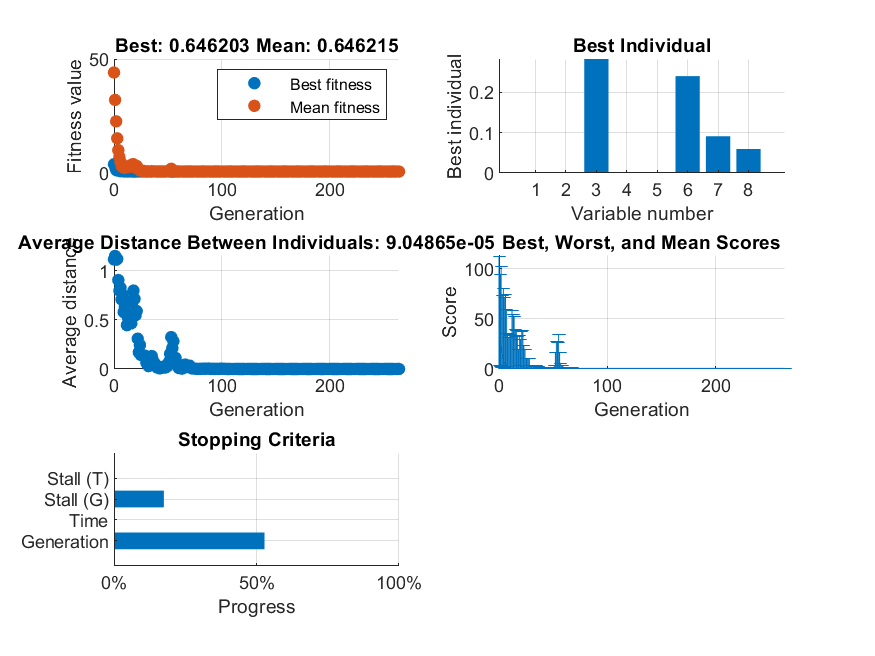 Best: 0.646203 Mean: 0.646215
Fitness value
50
0
0
100
200
Generation
Best fitness
Mean fitness
Best Individual
Best individual
0.2
0.1
0
1 2 3 4 5 6 7 8
Variable number
Average Distance Between Individuals: 9.04865e-05
Average distance
1
0.5
0
0
100
200
Generation
Best, Worst, and Mean Scores
Score
100
50
0
0
100
200
Generation
Stopping Criteria
Stall (T)
Stall (G)
Time
Generation
0%
50%
100%
Progress